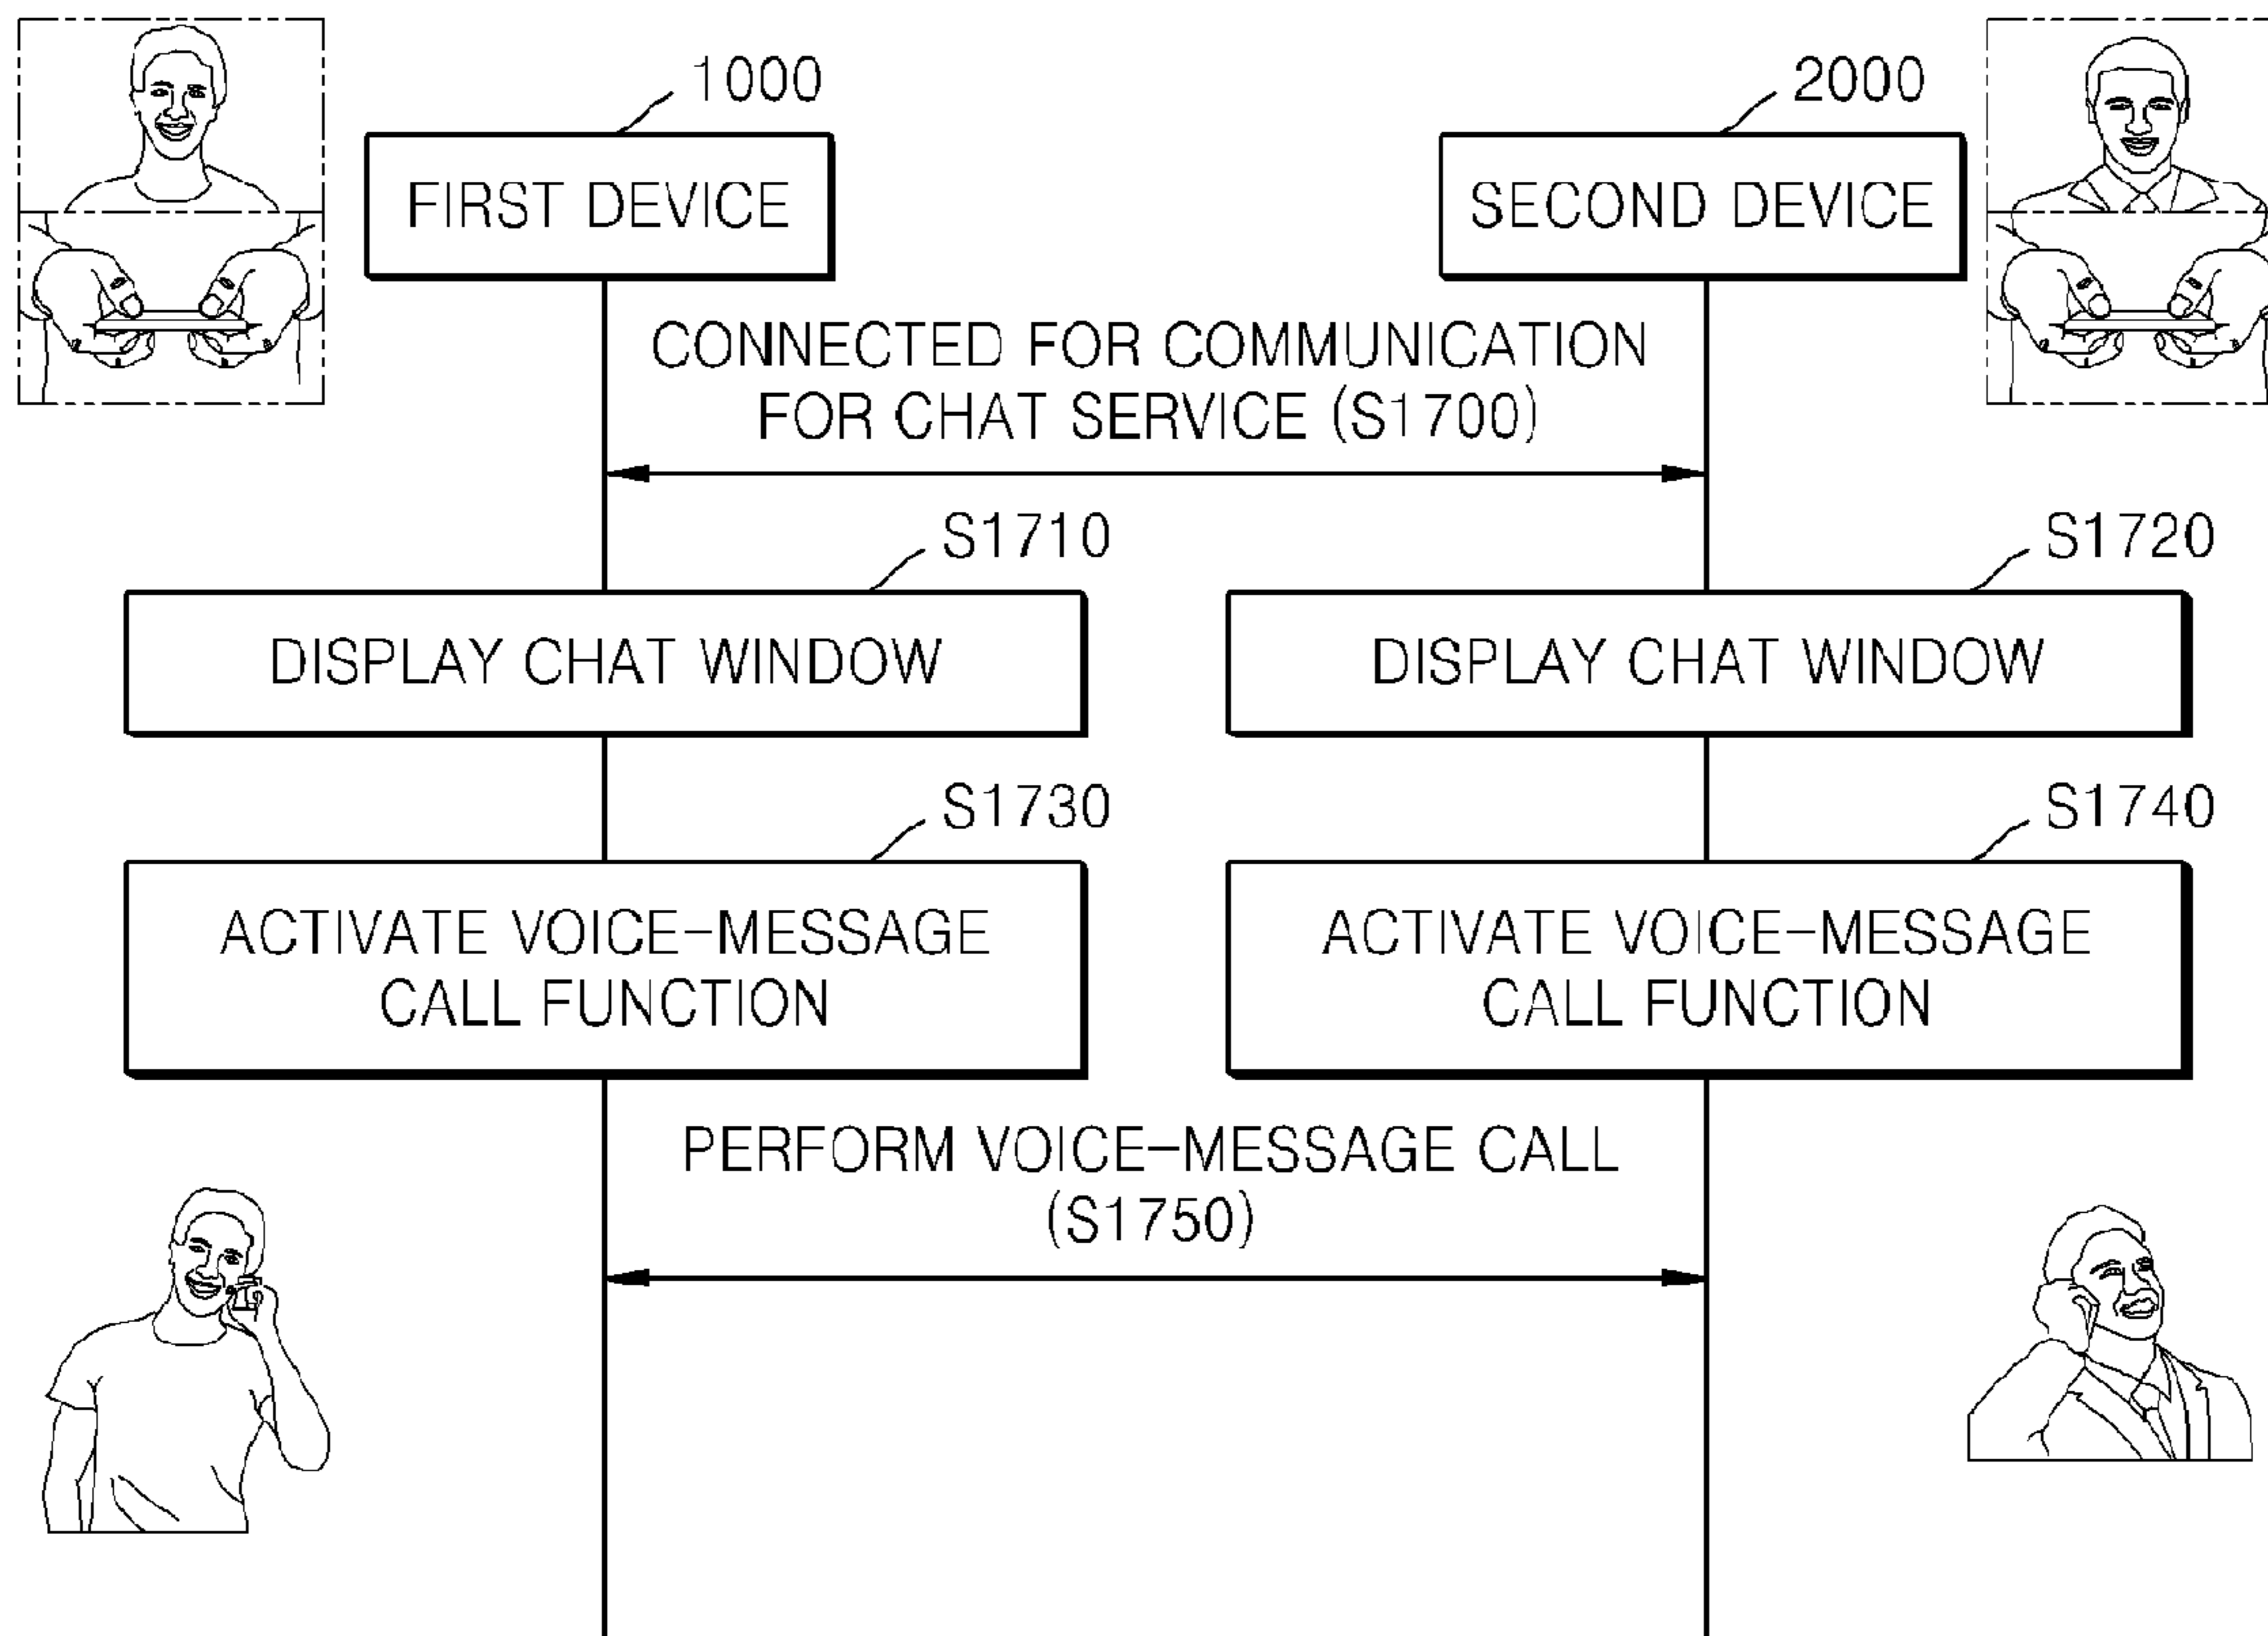 1000
2000
FIRST DEVICE
SECOND DEVICE
CONNECTED FOR COMMUNICATION
FOR CHAT SERVICE (S1700)
S1710
S1720
DISPLAY CHAT WINDOW
DISPLAY CHAT WINDOW
S1730
S1740
ACTIVATE VOICE-MESSAGE
CALL FUNCTION
ACTIVATE VOICE-MESSAGE
CALL FUNCTION
PERFORM VOICE-MESSAGE CALL
(S1750)